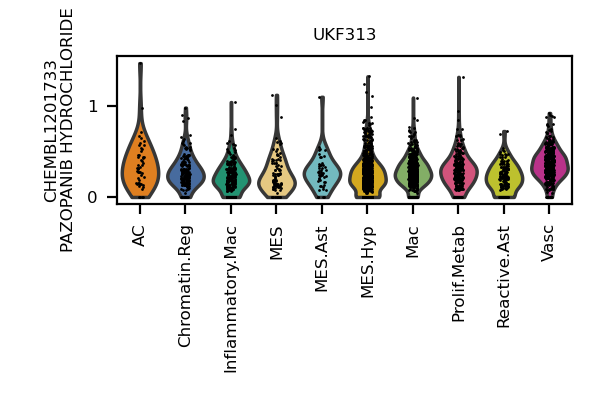 UKF313
CHEMBL1201733
PAZOPANIB HYDROCHLORIDE
1
0
AC
Chromatin.Reg
Inflammatory.Mac
MES
MES.Ast
MES.Hyp
Mac
Prolif.Metab
Reactive.Ast
Vasc